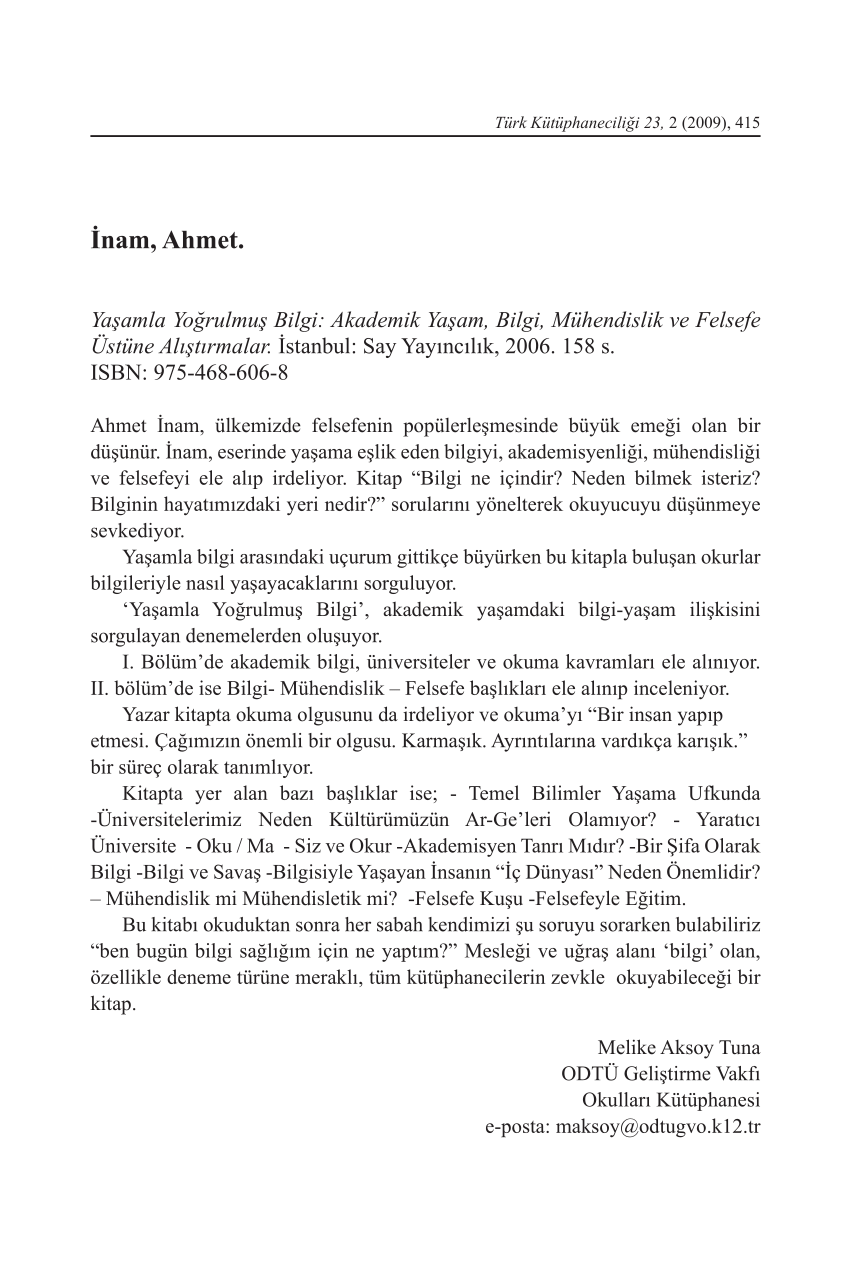 Türk Kütüphaneciliği 23, 2 (2009), 415
İnam, Ahmet.
Yaşamla Yoğrulmuş Bilgi: Akademik Yaşam, Bilgi, Mühendislik ve Felsefe
Üstüne Alıştırmalar. İstanbul: Say Yayıncılık, 2006. 158 s.
ISBN: 975-468-606-8
Ahmet İnam, ülkemizde felsefenin popülerleşmesinde büyük emeği olan bir
düşünür. İnam, eserinde yaşama eşlik eden bilgiyi, akademisyenliği, mühendisliği
ve felsefeyi ele alıp irdeliyor. Kitap “Bilgi ne içindir? Neden bilmek isteriz?
Bilginin hayatımızdaki yeri nedir?” sorularını yönelterek okuyucuyu düşünmeye
sevkediyor.
Yaşamla bilgi arasındaki uçurum gittikçe büyürken bu kitapla buluşan okurlar
bilgileriyle nasıl yaşayacaklarını sorguluyor.
‘Yaşamla Yoğrulmuş Bilgi’, akademik yaşamdaki bilgi-yaşam ilişkisini
sorgulayan denemelerden oluşuyor.
I. Bölüm’de akademik bilgi, üniversiteler ve okuma kavramları ele alınıyor.
II. bölüm’de ise Bilgi- Mühendislik – Felsefe başlıkları ele alınıp inceleniyor.
Yazar kitapta okuma olgusunu da irdeliyor ve okuma’yı “Bir insan yapıp
etmesi. Çağımızın önemli bir olgusu. Karmaşık. Ayrıntılarına vardıkça karışık.”
bir süreç olarak tanımlıyor.
Kitapta yer alan bazı başlıklar ise; - Temel Bilimler Yaşama Ufkunda
-Üniversitelerimiz Neden Kültürümüzün Ar-Ge’leri Olamıyor? - Yaratıcı
Üniversite - Oku / Ma - Siz ve Okur -Akademisyen Tanrı Mıdır? -Bir Şifa Olarak
Bilgi -Bilgi ve Savaş -Bilgisiyle Yaşayan İnsanın “İç Dünyası” Neden Önemlidir?
– Mühendislik mi Mühendisletik mi? -Felsefe Kuşu -Felsefeyle Eğitim.
Bu kitabı okuduktan sonra her sabah kendimizi şu soruyu sorarken bulabiliriz
“ben bugün bilgi sağlığım için ne yaptım?” Mesleği ve uğraş alanı ‘bilgi’ olan,
özellikle deneme türüne meraklı, tüm kütüphanecilerin zevkle okuyabileceği bir
kitap.
Melike Aksoy Tuna
ODTÜ Geliştirme Vakfı
Okulları Kütüphanesi
e-posta: maksoy@odtugvo.k12.tr